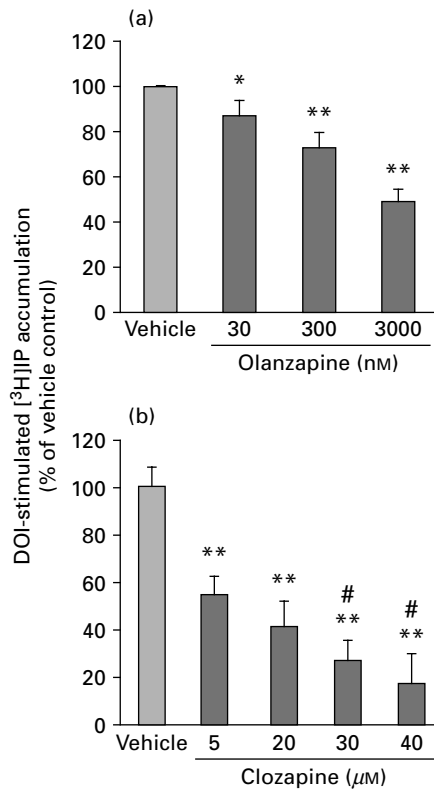 (a)
120
100
80
60
40
20
0
*
**
**
Vehicle 30 300 3000
Olanzapine (nM)
DOI-stimulated [³H]IP accumulation
(% of vehicle control)
(b)
120
100
80
60
40
20
0
**
**
#
**
#
**
Vehicle 5 20 30 40
Clozapine (μM)